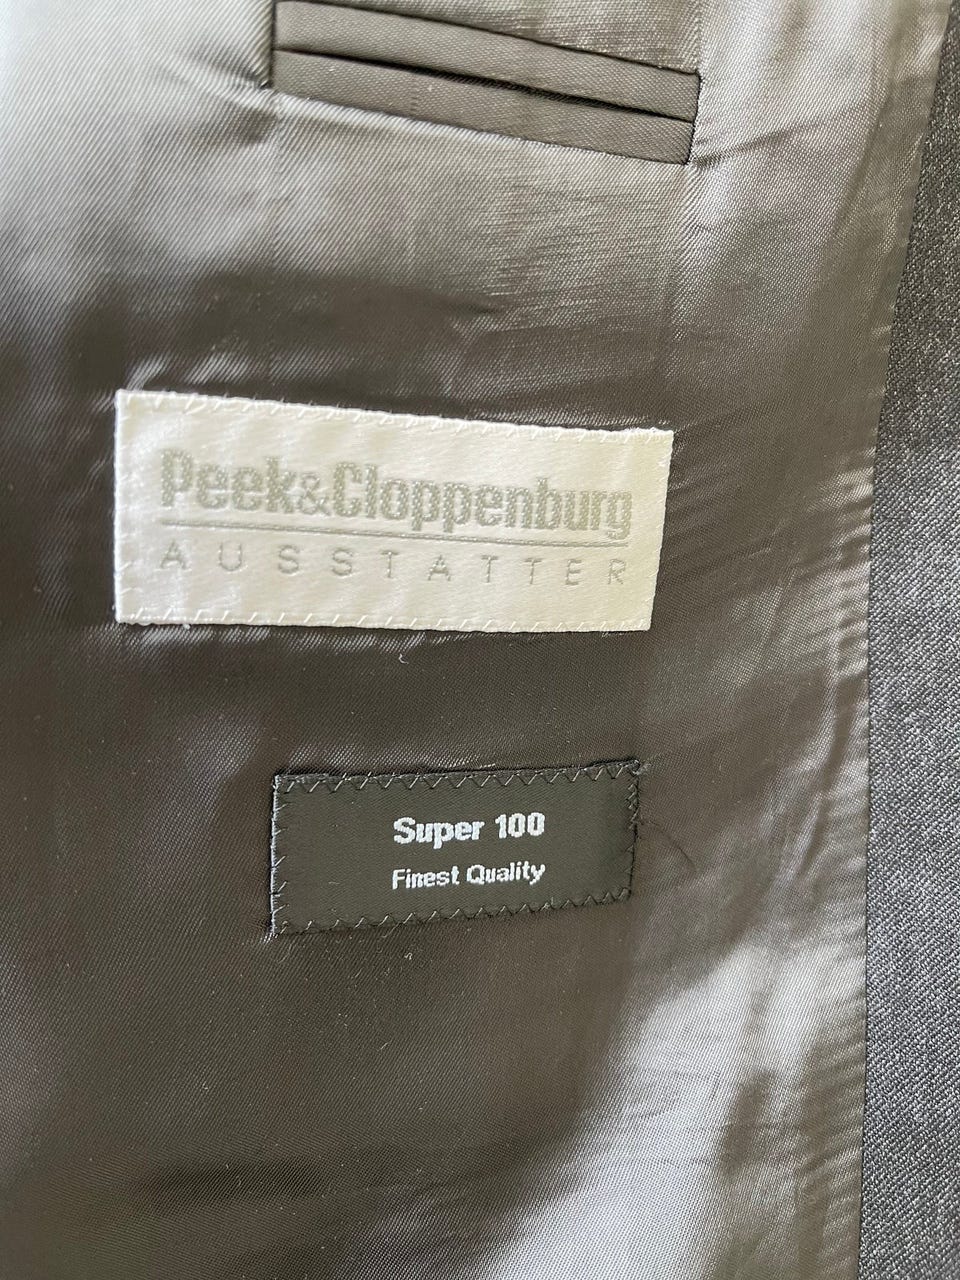 Peek&Cloppenburg
AUSSTATTER
Super 100
Finest Quality